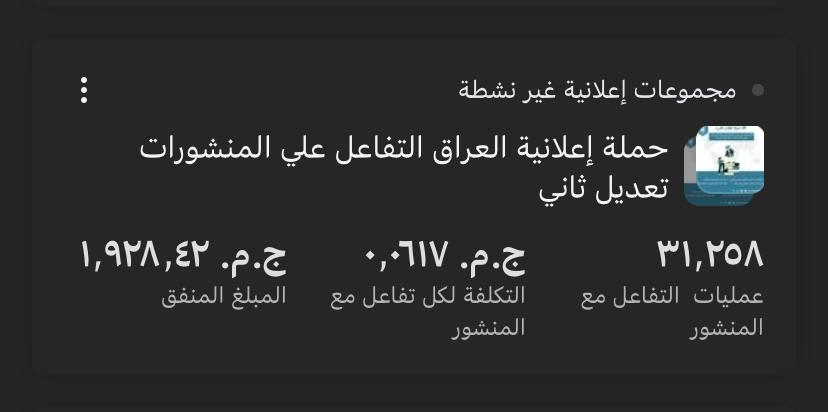 مجموعات إعلانية غير نشطة
حملة إعلانية العراق التفاعل علي المنشورات
تعديل ثاني
٣١,٢٥٨
ج.م. ٠,٠٦١٧
ج.م. ١,٩٢٨,٤٢
عمليات التفاعل مع
المنشور
التكلفة لكل تفاعل مع
المنشور
المبلغ المنفق